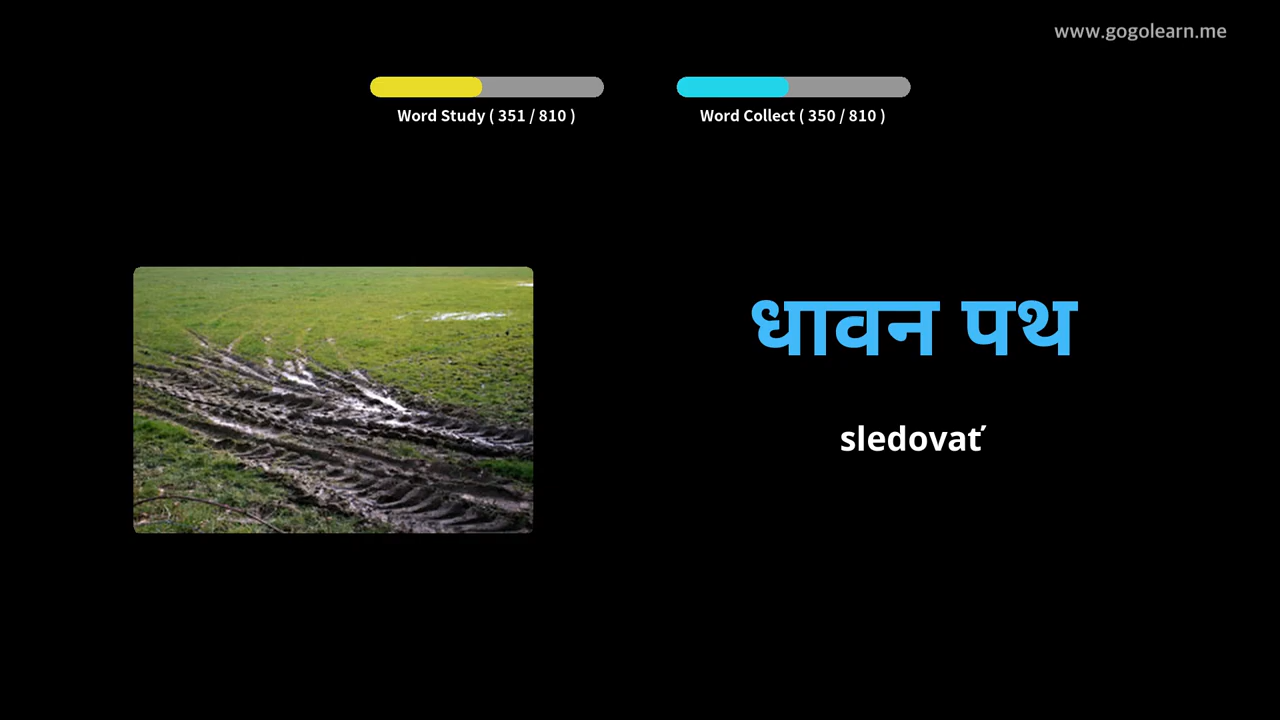 www.gogolearn.me
Word Study ( 351 / 810 )
Word Collect ( 350 / 810 )
धावन पथ
sledovať